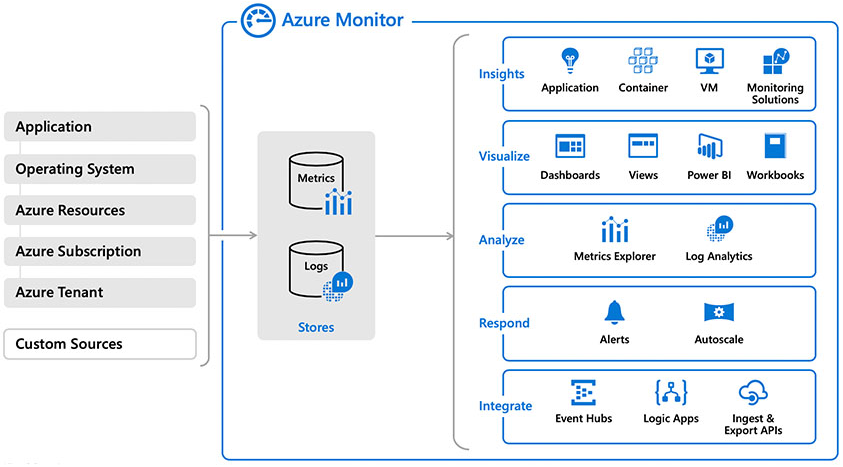 Azure Monitor
Application
Operating System
Azure Resources
Azure Subscription
Azure Tenant
Custom Sources
Metrics
Logs
Stores
Insights
Application
Container
VM
Monitoring
Solutions
Visualize
Dashboards
Views
Power BI
Workbooks
Analyze
Metrics Explorer
Log Analytics
Respond
Alerts
Autoscale
Integrate
Event Hubs
Logic Apps
Ingest &
Export APIs